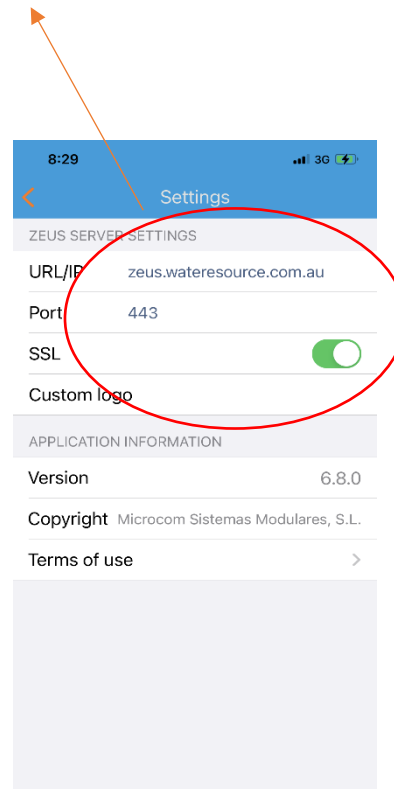 8:29 3G
Settings
ZEUS SERVER SETTINGS
URL/IP zeus.wateresource.com.au
Port 443
SSL
Custom logo
APPLICATION INFORMATION
Version 6.8.0
Copyright Microcom Sistemas Modulares, S.L.
Terms of use